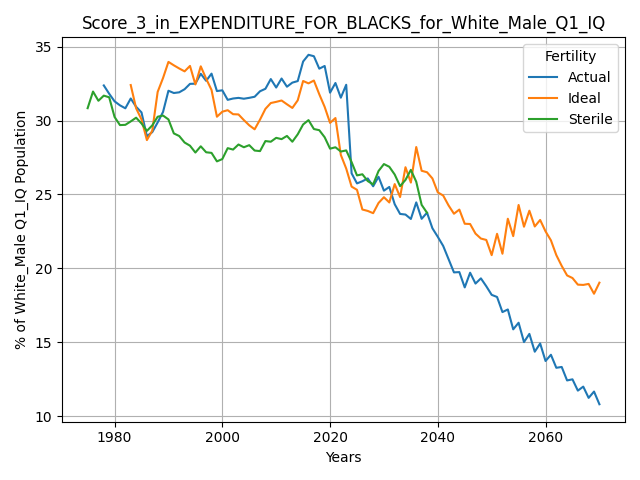 Score_3_in_EXPENDITURE_FOR_BLACKS_for_White_Male_Q1_IQ
Fertility
Actual
Ideal
Sterile
% of White_Male Q1_IQ Population
35
30
25
20
15
10
1980
2000
2020
2040
2060
Years